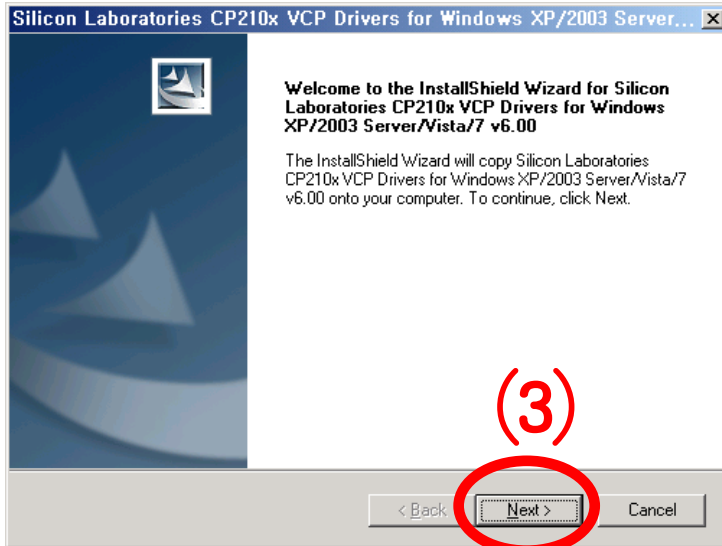 Silicon Laboratories CP210x VCP Drivers for Windows XP/2003 Server...
Welcome to the InstallShield Wizard for Silicon
Laboratories CP210x VCP Drivers for Windows
XP/2003 Server/Vista/7 v6.00
The InstallShield Wizard will copy Silicon Laboratories
CP210x VCP Drivers for Windows XP/2003 Server/Vista/7
v6.00 onto your computer. To continue, click Next.
(3)
< Back
Next >
Cancel